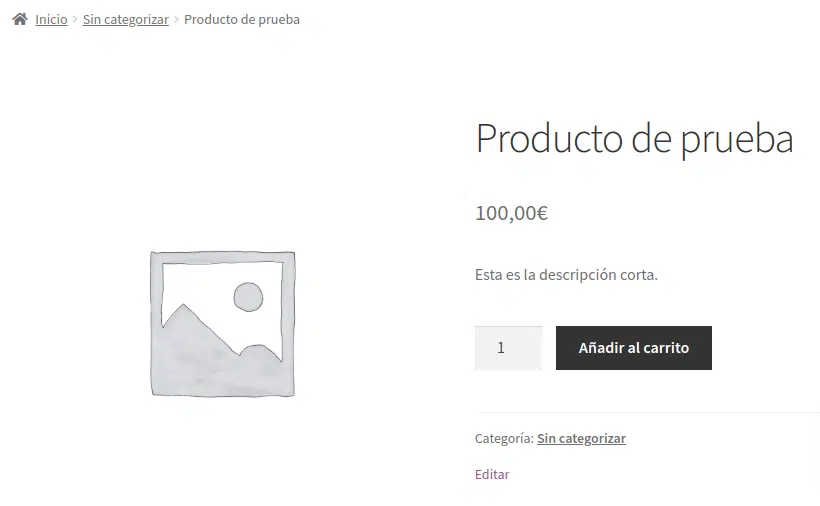 Inicio > Sin categorizar > Producto de prueba
Producto de prueba
100,00€
Esta es la descripción corta.
1 Añadir al carrito
Categoría: Sin categorizar
Editar